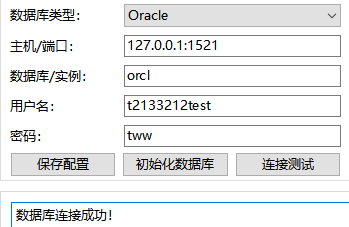 数据库类型： Oracle
主机/端口： 127.0.0.1:1521
数据库/实例： orcl
用户名： t2133212test
密码： tww
保存配置 初始化数据库 连接测试
数据库连接成功！